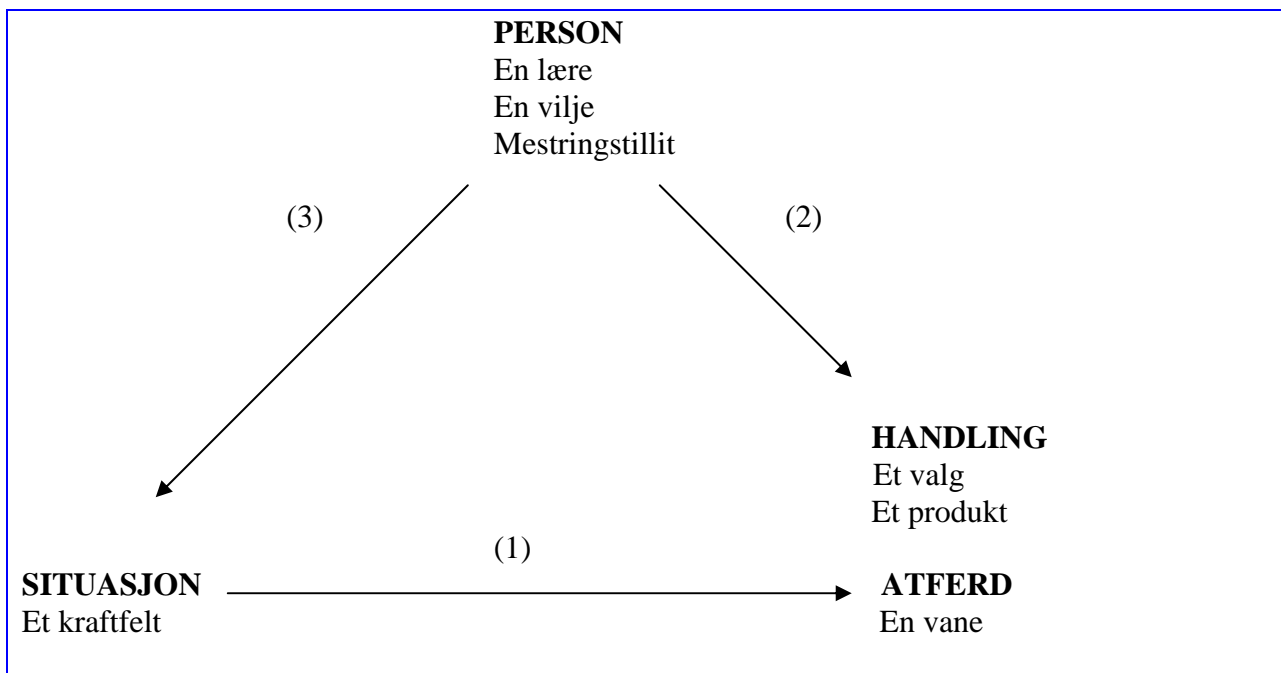 PERSON
En lære
En vilje
Mestringstillit
(3)
(2)
HANDLING
Et valg
Et produkt
(1)
SITUASJON
Et kraftfelt
ATFERD
En vane